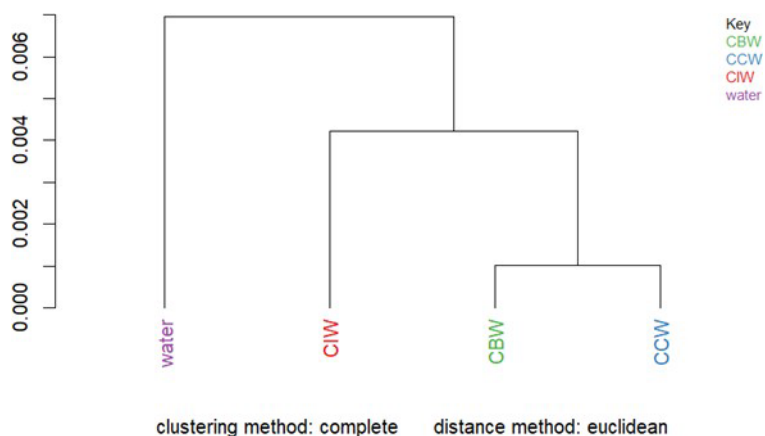 0.006
0.004
0.002
0.000
Key
CBW
CCW
CIW
water
water
CIW
CBW
CCW
clustering method: complete distance method: euclidean